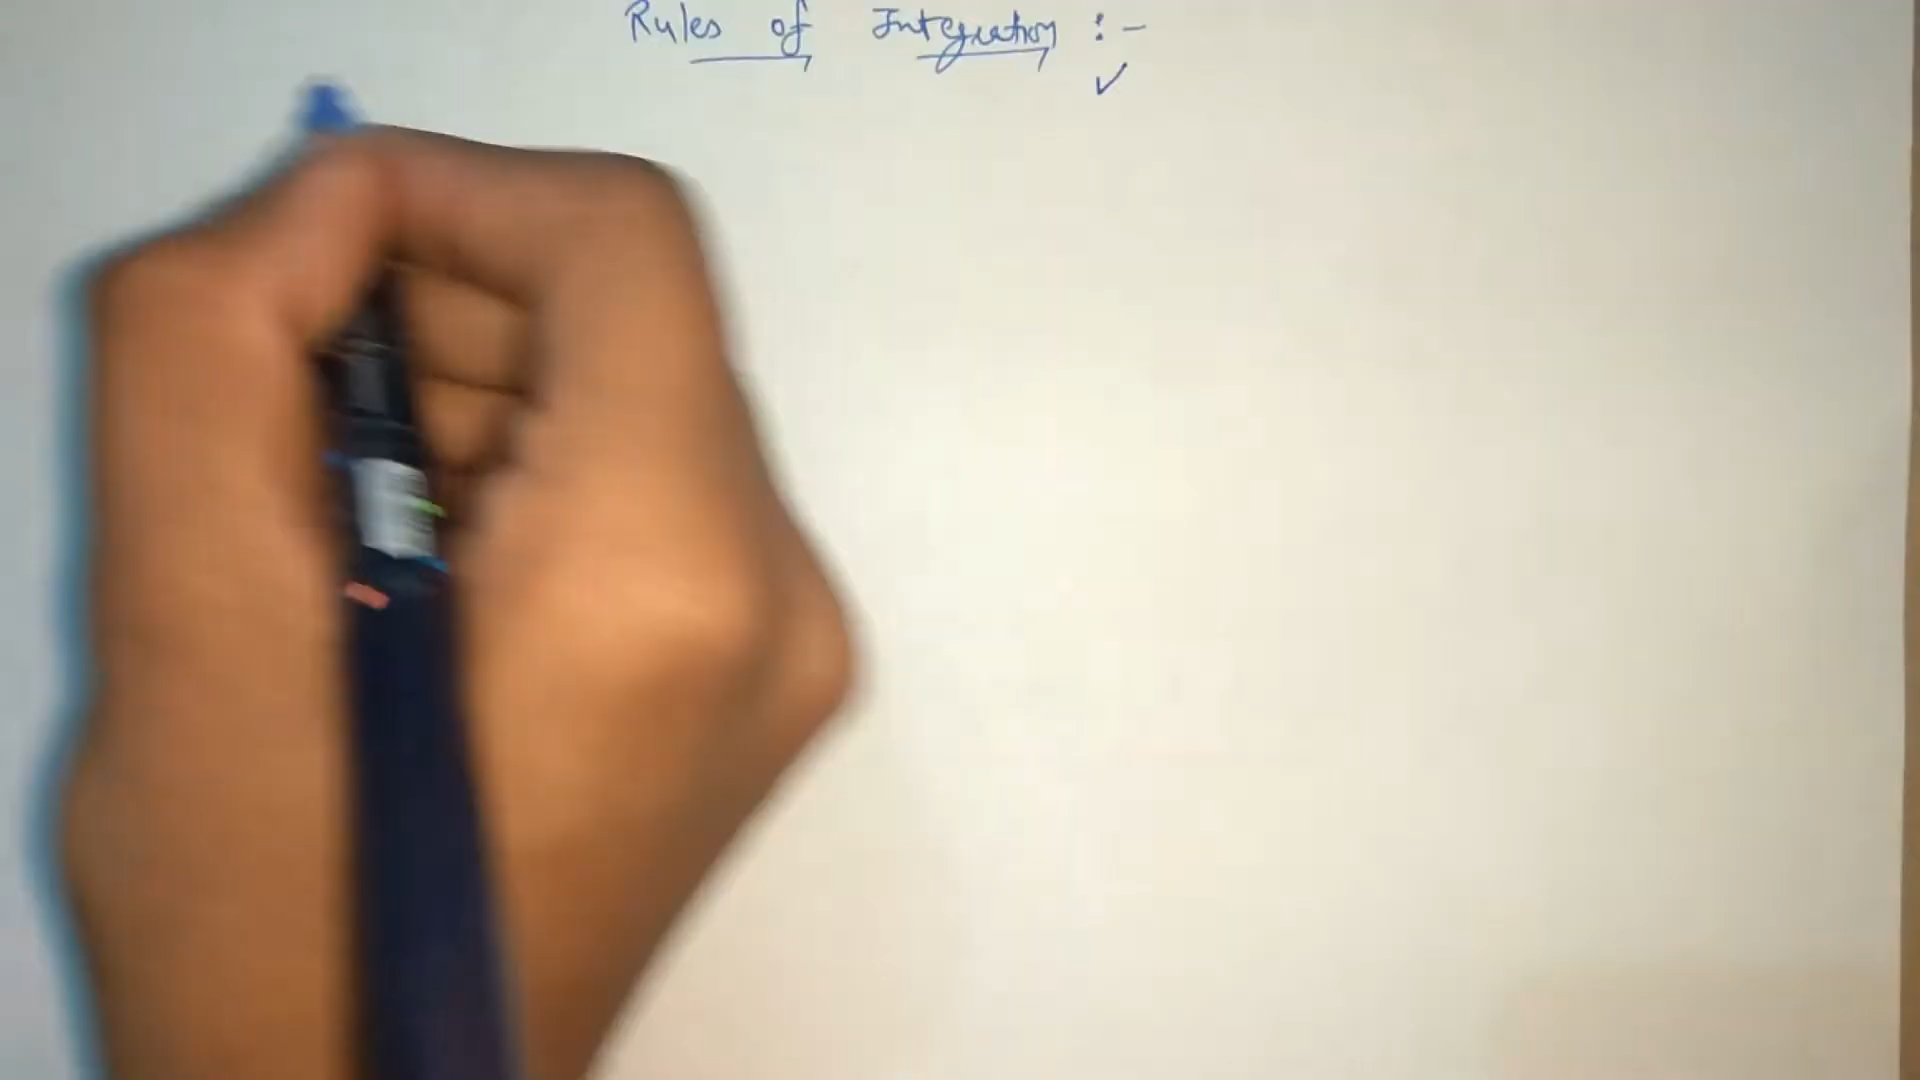 Rules of Integration :-